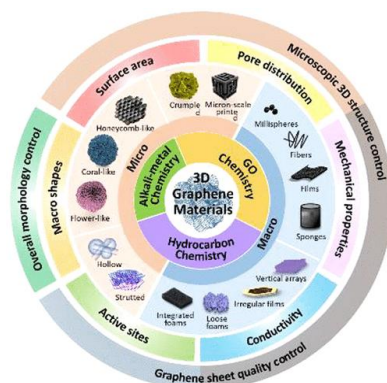 Microscopic 3D structure control
Overall morphology control
Graphene sheet quality control
Surface area
Pore distribution
Mechanical properties
Conductivity
Active sites
Macro shapes
Micro
Macro
Alkali-metal
Chemistry
GO
Chemistry
Hydrocarbon
Chemistry
3D
Graphene
Materials
Crumple
d
Micron-scale
printe
d
Honeycomb-like
Coral-like
Flower-like
Hollow
Strutted
Millispheres
Fibers
Films
Sponges
Vertical arrays
Irregular films
Loose
foams
Integrated
foams